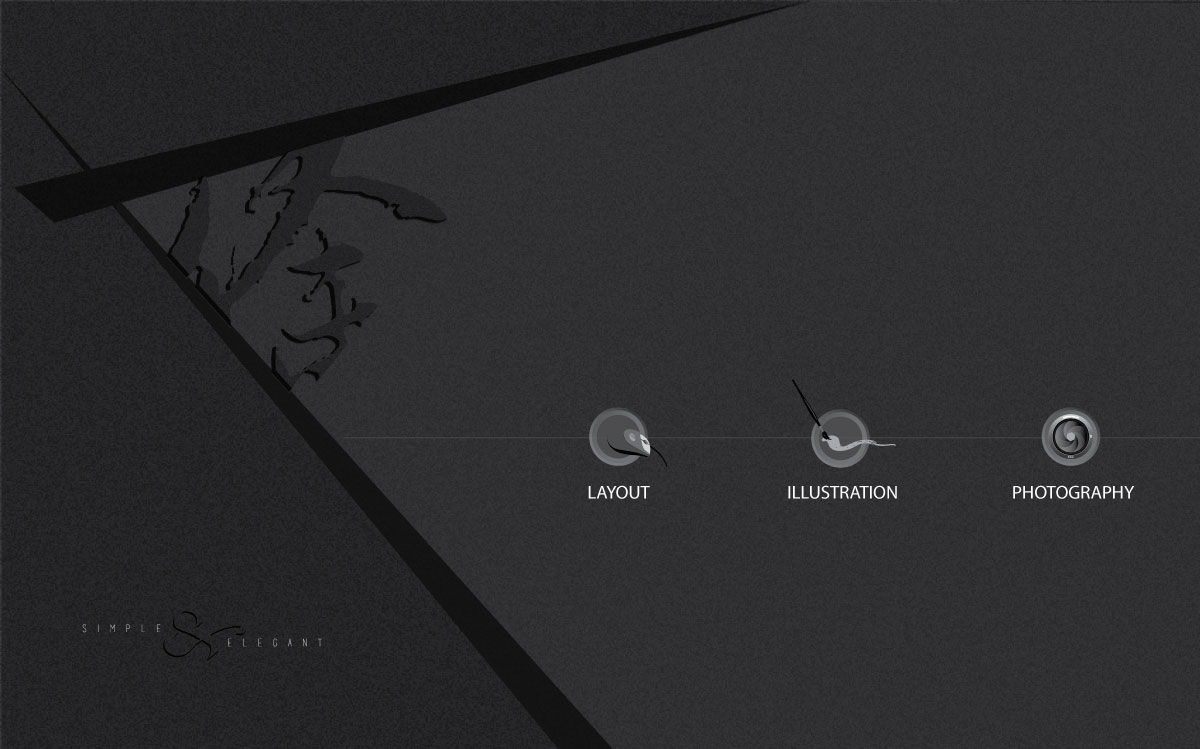 LAYOUT
ILLUSTRATION
PHOTOGRAPHY
SIMPLE &
ELEGANT